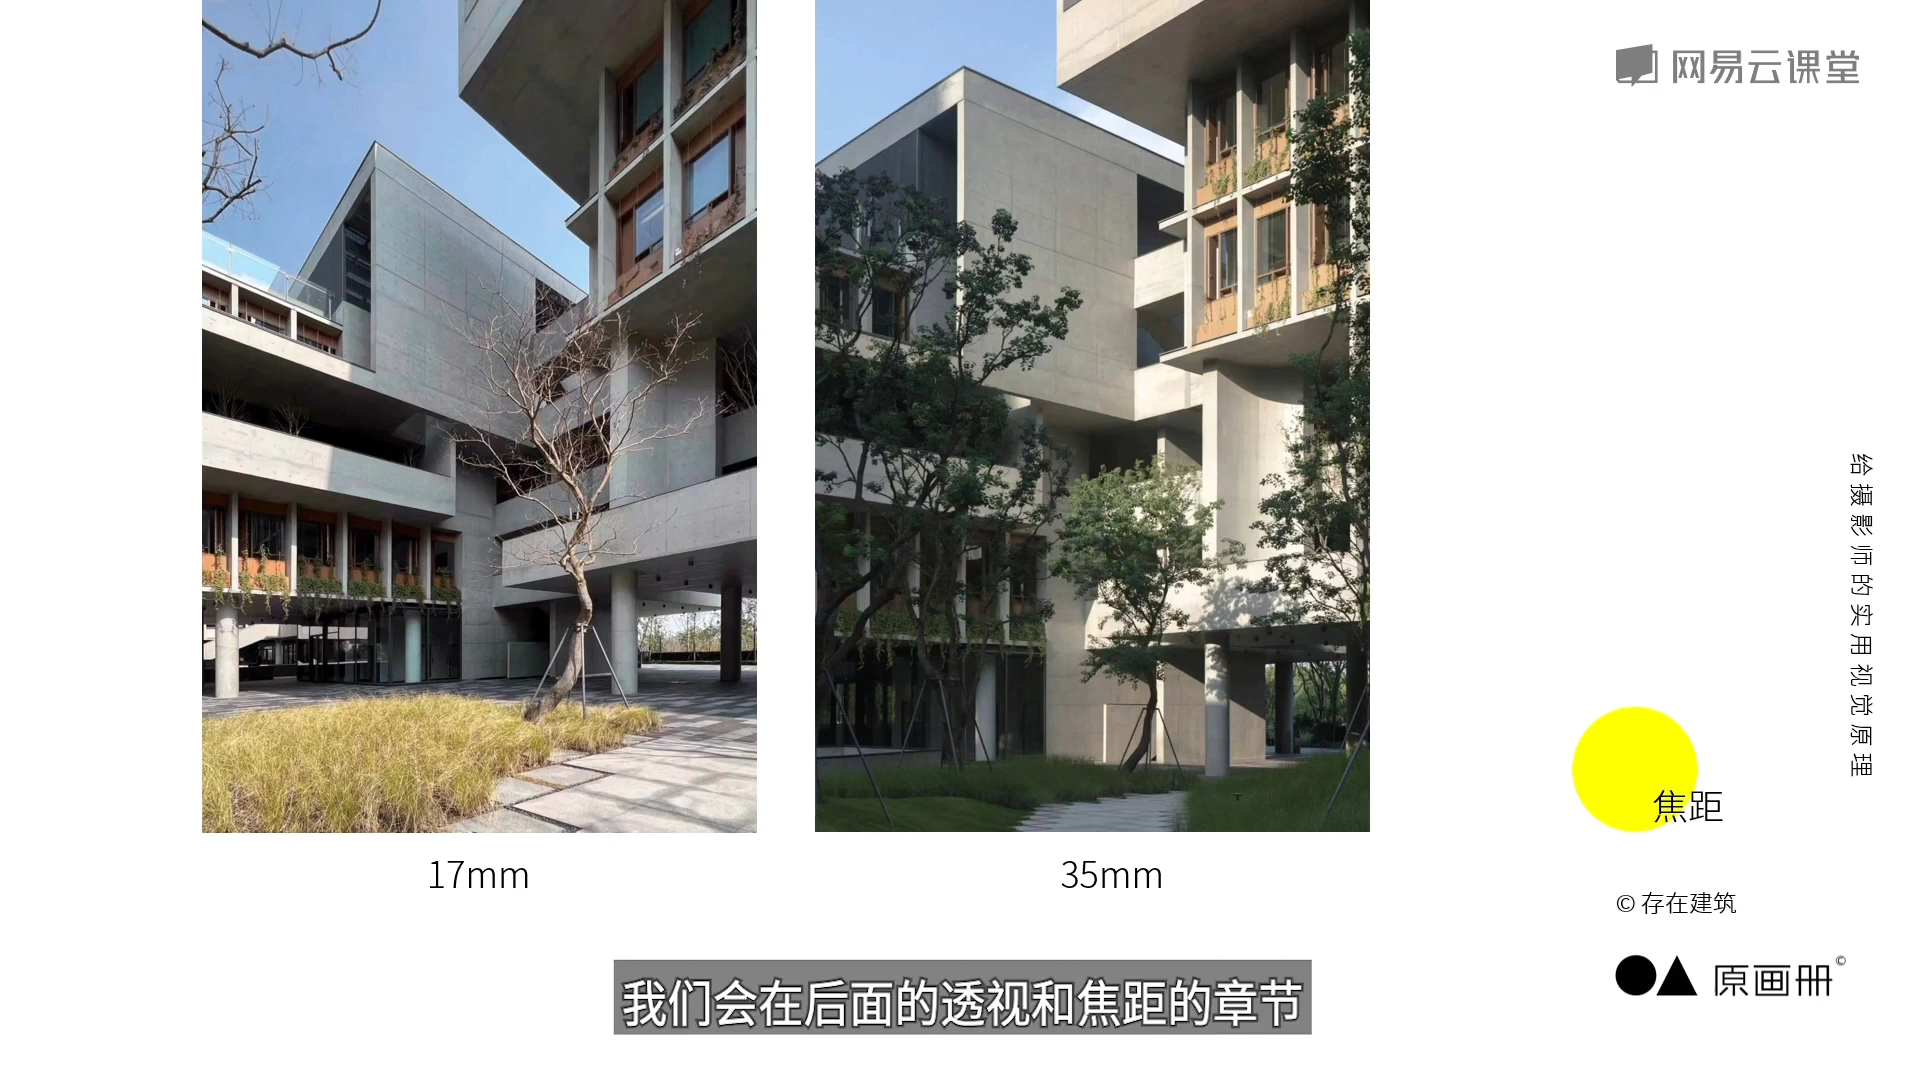 网易云课堂
给摄影师的实用视觉原理
焦距
17mm
35mm
© 存在建筑
原画册©
我们会在后面的透视和焦距的章节